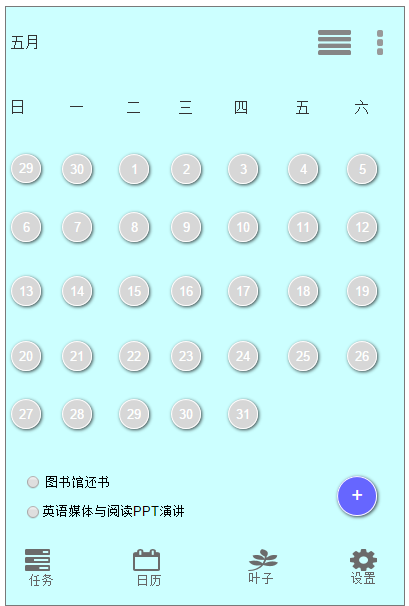 五月
日 一 二 三 四 五 六
29 30 1 2 3 4 5
6 7 8 9 10 11 12
13 14 15 16 17 18 19
20 21 22 23 24 25 26
27 28 29 30 31
图书馆还书
英语媒体与阅读PPT演讲
+
任务 日历 叶子 设置